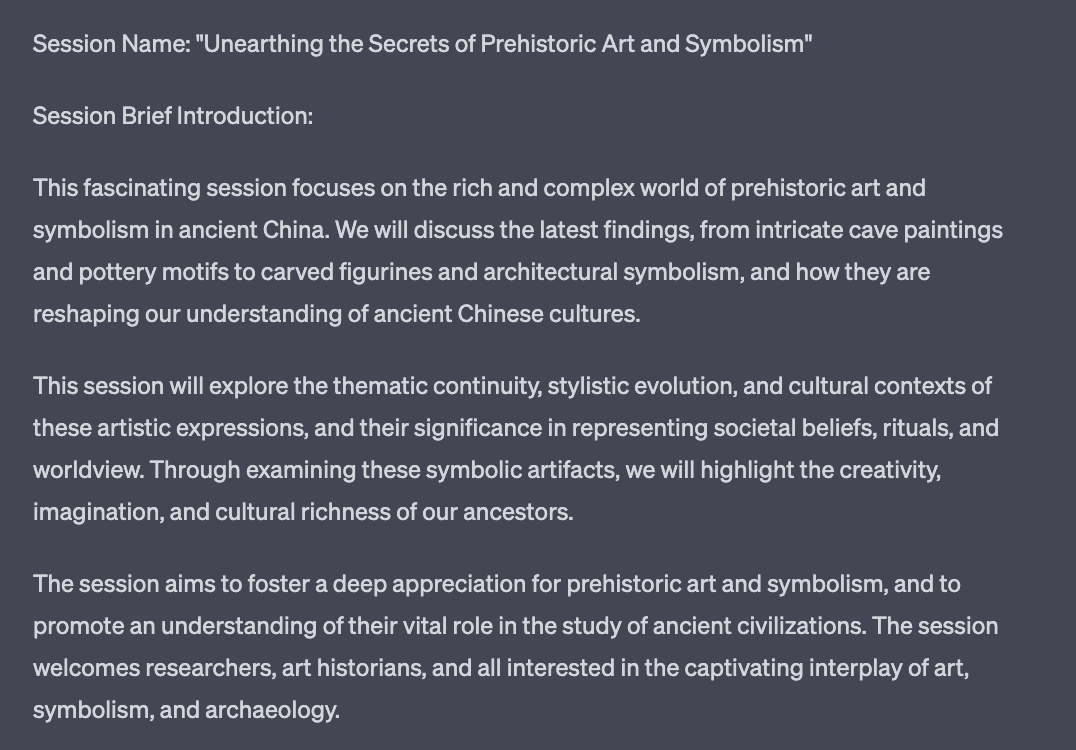 Session Name: "Unearthing the Secrets of Prehistoric Art and Symbolism"
Session Brief Introduction:
This fascinating session focuses on the rich and complex world of prehistoric art and
symbolism in ancient China. We will discuss the latest findings, from intricate cave paintings
and pottery motifs to carved figurines and architectural symbolism, and how they are
reshaping our understanding of ancient Chinese cultures.
This session will explore the thematic continuity, stylistic evolution, and cultural contexts of
these artistic expressions, and their significance in representing societal beliefs, rituals, and
worldview. Through examining these symbolic artifacts, we will highlight the creativity,
imagination, and cultural richness of our ancestors.
The session aims to foster a deep appreciation for prehistoric art and symbolism, and to
promote an understanding of their vital role in the study of ancient civilizations. The session
welcomes researchers, art historians, and all interested in the captivating interplay of art,
symbolism, and archaeology.